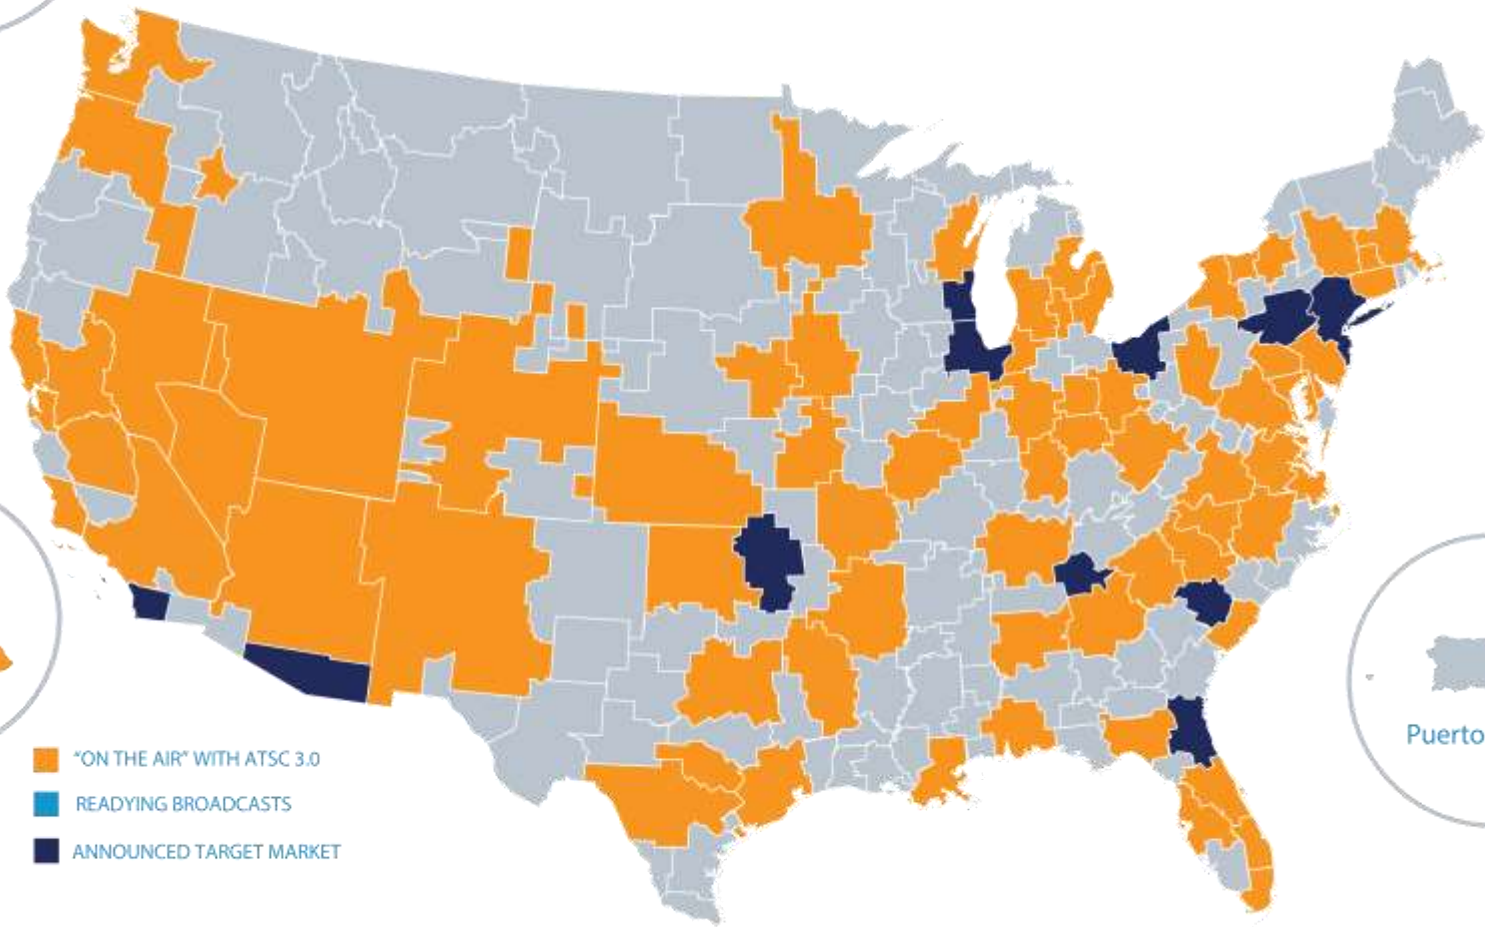 "ON THE AIR" WITH ATSC 3.0
READYING BROADCASTS
ANNOUNCED TARGET MARKET
Puerto